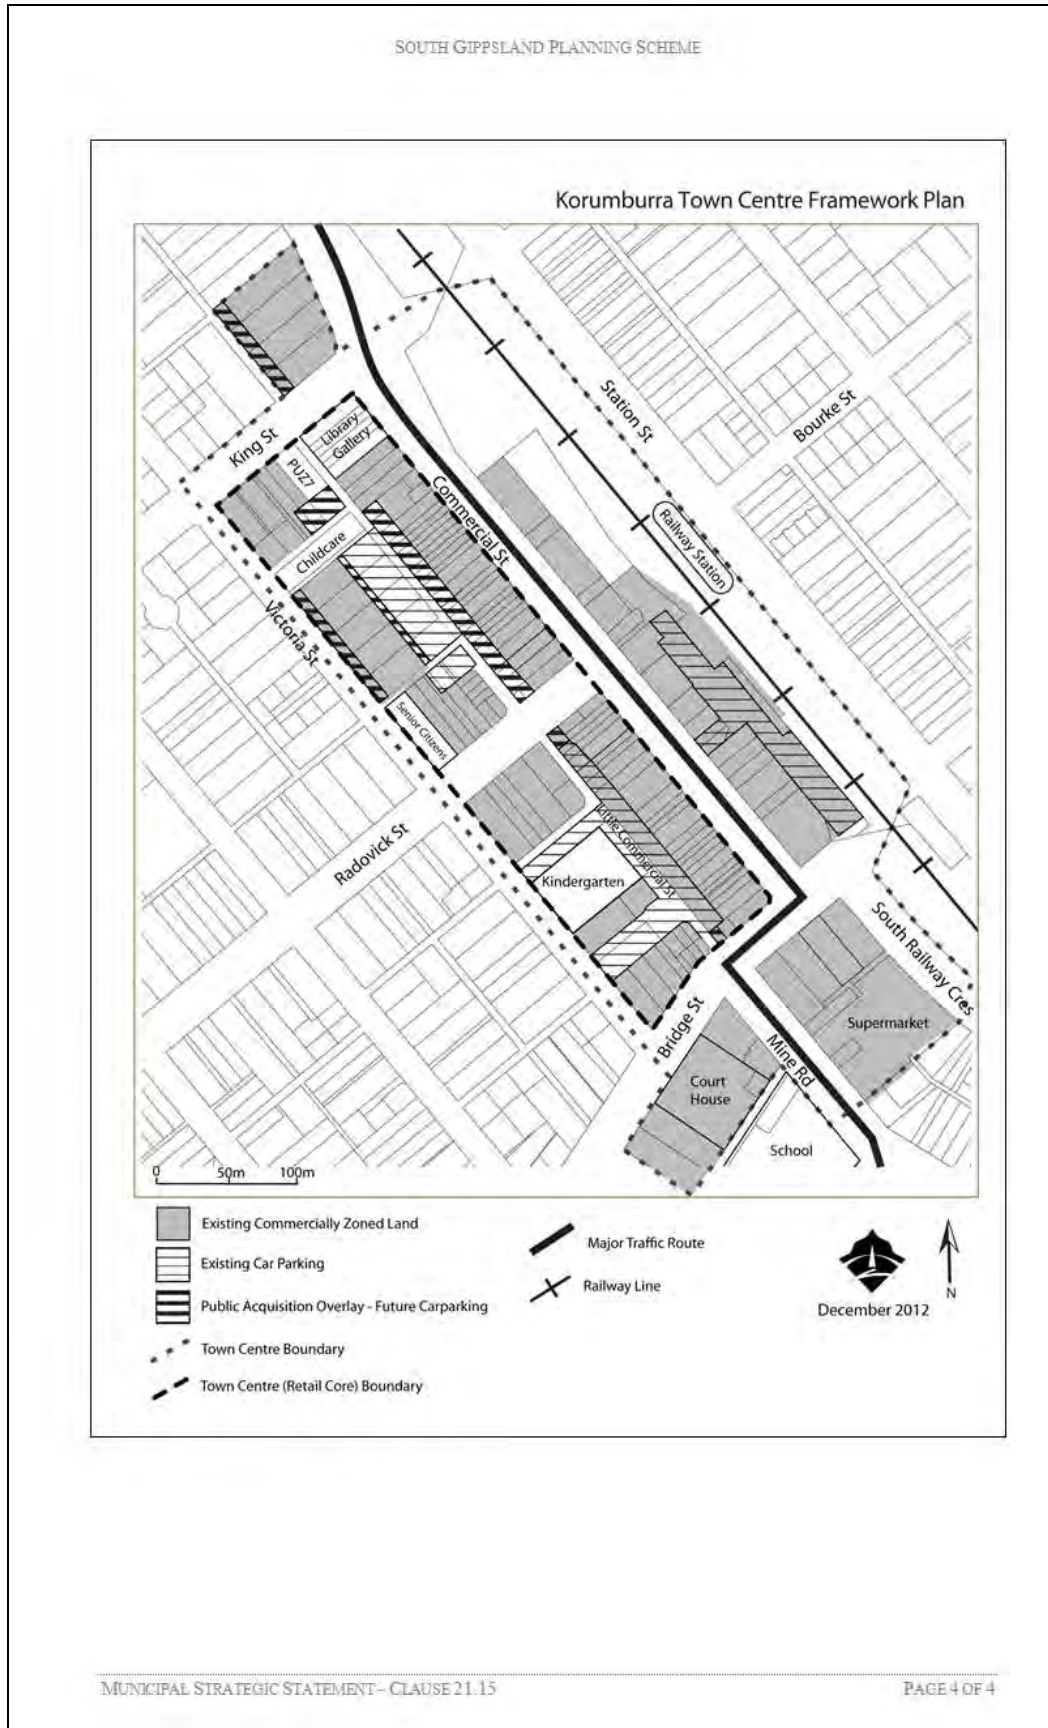 SOUTH GIPPSLAND PLANNING SCHEME
Korumburra Town Centre Framework Plan
King St
Library
Gallery
PUZ7
Childcare
Commercial St
Station St
Bourke St
Railway Station
Victoria St
Senior Citizens
Radovick St
Little Commercial St
Kindergarten
South Railway Cres
Supermarket
Bridge St
Mine Rd
Court
House
School
0 50m 100m
Existing Commercially Zoned Land
Existing Car Parking
Public Acquisition Overlay - Future Carparking
Town Centre Boundary
Town Centre (Retail Core) Boundary
Major Traffic Route
Railway Line
N
December 2012
MUNICIPAL STRATEGIC STATEMENT – CLAUSE 21.15
PAGE 4 OF 4